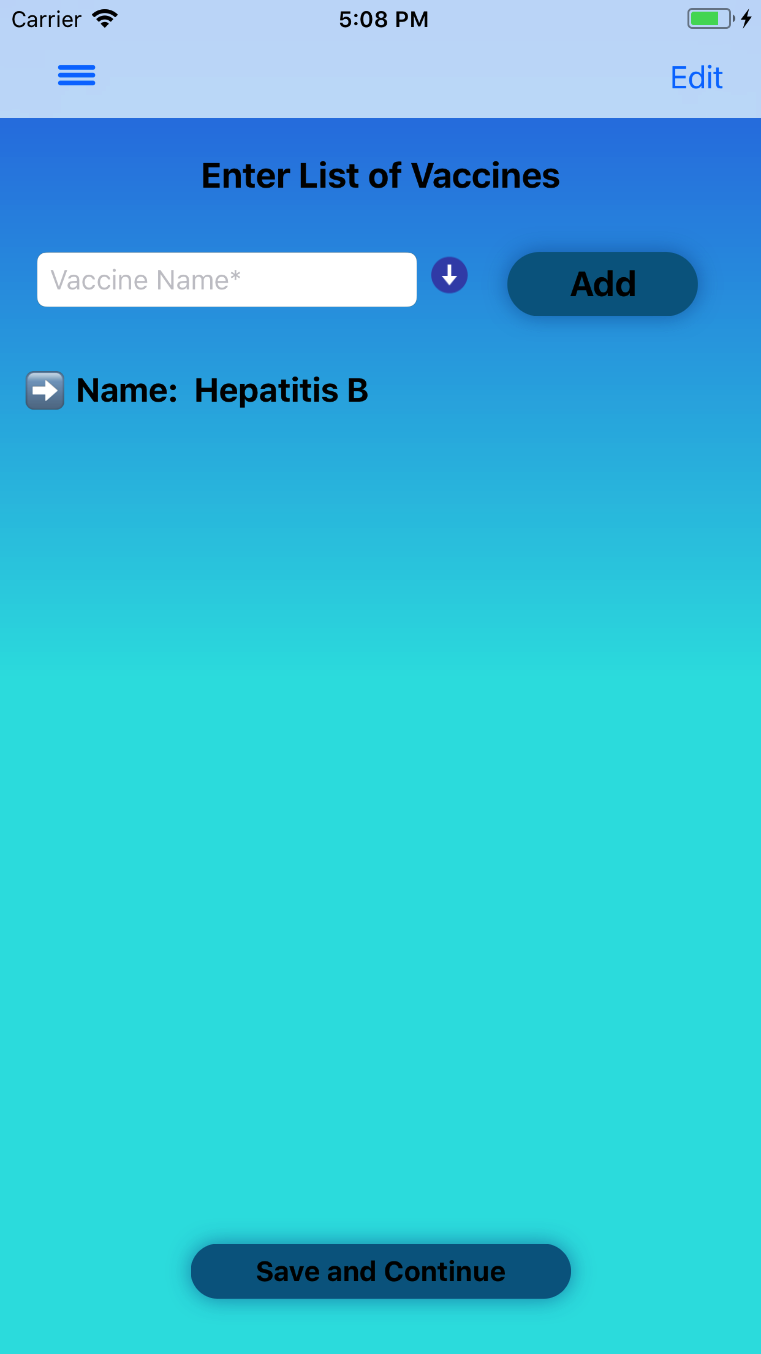 Carrier 5:08 PM
Edit
Enter List of Vaccines
Vaccine Name* Add
Name: Hepatitis B
Save and Continue